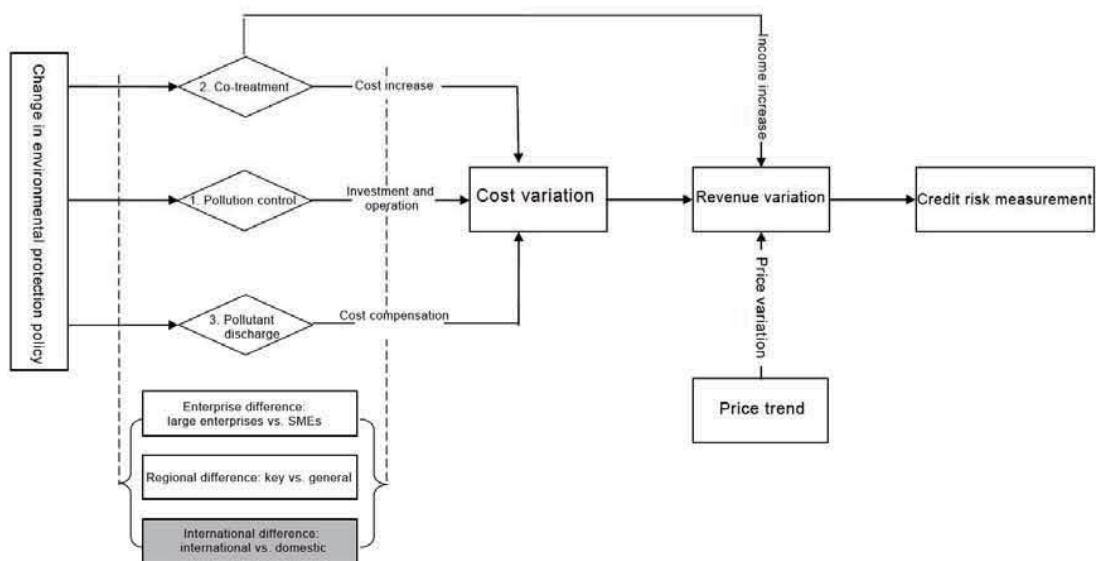 Change in environmental protection policy
2. Co-treatment
Cost increase
Income increase
1. Pollution control
Investment and
operation
Cost variation
Revenue variation
Credit risk measurement
3. Pollutant
discharge
Cost compensation
Price variation
Price trend
Enterprise difference:
large enterprises vs. SMEs
Regional difference: key vs. general
International difference:
international vs. domestic